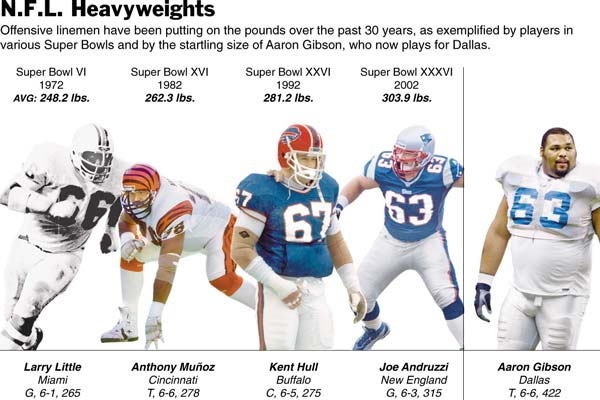 N.F.L. Heavyweights
Offensive linemen have been putting on the pounds over the past 30 years, as exemplified by players in
various Super Bowls and by the startling size of Aaron Gibson, who now plays for Dallas.
Super Bowl VI
1972
AVG: 248.2 lbs.
Super Bowl XVI
1982
262.3 lbs.
Super Bowl XXVI
1992
281.2 lbs.
Super Bowl XXXVI
2002
303.9 lbs.
66
78
67
63
63
63
Larry Little
Miami
G, 6-1, 265
Anthony Muñoz
Cincinnati
T, 6-6, 278
Kent Hull
Buffalo
C, 6-5, 275
Joe Andruzzi
New England
G, 6-3, 315
Aaron Gibson
Dallas
T, 6-6, 422